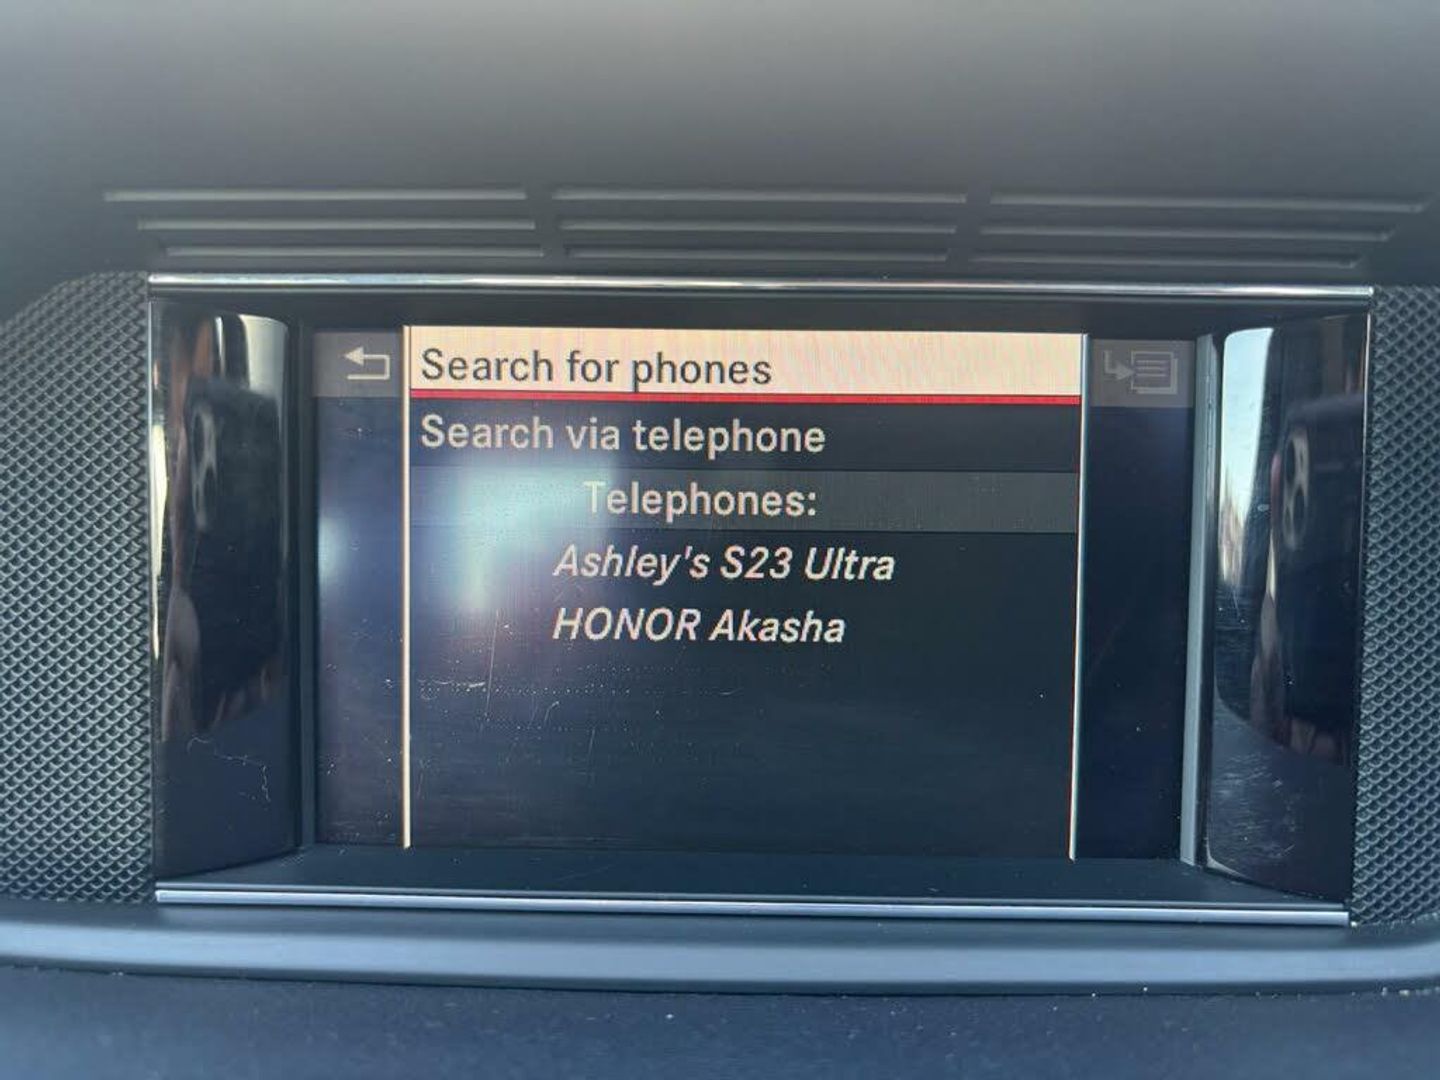 Search for phones
Search via telephone
Telephones:
Ashley's S23 Ultra
HONOR Akasha